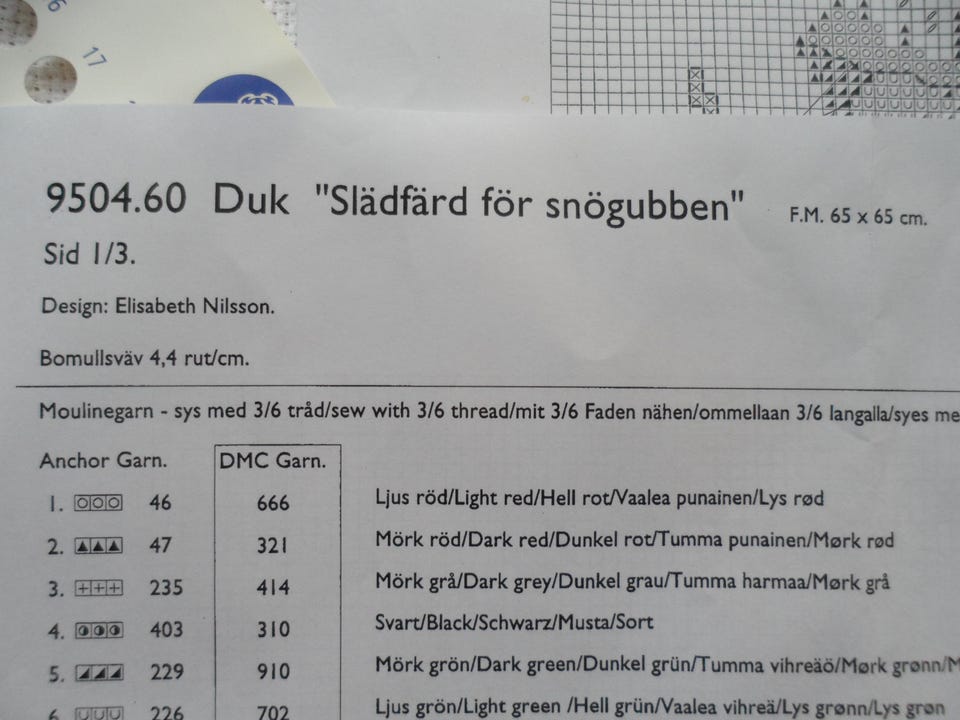 17
9504.60 Duk "Slädfärd för snögubben" F.M. 65 x 65 cm.
Sid 1/3.
Design: Elisabeth Nilsson.
Bomullsväv 4,4 rut/cm.
Moulinegarn - sys med 3/6 tråd/sew with 3/6 thread/mit 3/6 Faden nähen/ommellaan 3/6 langalla/syes me
Anchor Garn. DMC Garn.
1. 46 666 Ljus röd/Light red/Hell rot/Vaalea punainen/Lys rød
2. 47 321 Mörk röd/Dark red/Dunkel rot/Tumma punainen/Mørk rød
3. 235 414 Mörk grå/Dark grey/Dunkel grau/Tumma harmaa/Mørk grå
4. 403 310 Svart/Black/Schwarz/Musta/Sort
5. 229 910 Mörk grön/Dark green/Dunkel grün/Tumma vihreäö/Mørk grønn/M
6 226 702 Ljus grön/Light green /Hell grün/Vaalea vihreä/Lys grønn/Lys grøn